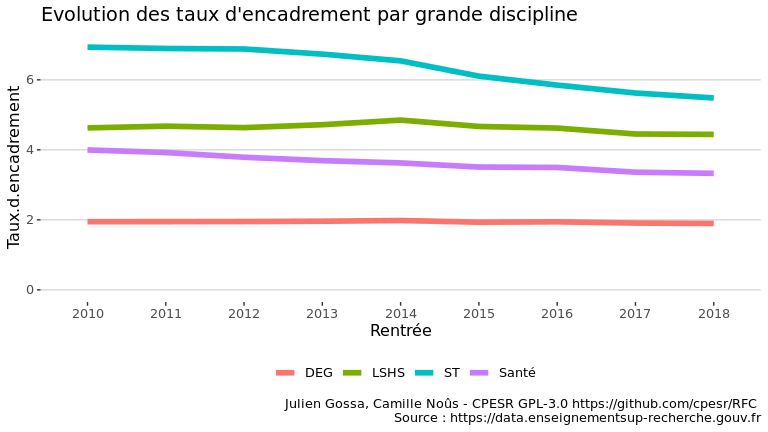 Evolution des taux d'encadrement par grande discipline
Taux.d.encadrement
6
4
2
0
2010 2011 2012 2013 2014 2015 2016 2017 2018
Rentrée
DEG LSHS ST Santé
Julien Gossa, Camille Noûs - CPESR GPL-3.0 https://github.com/cpesr/RFC
Source : https://data.enseignementsup-recherche.gouv.fr